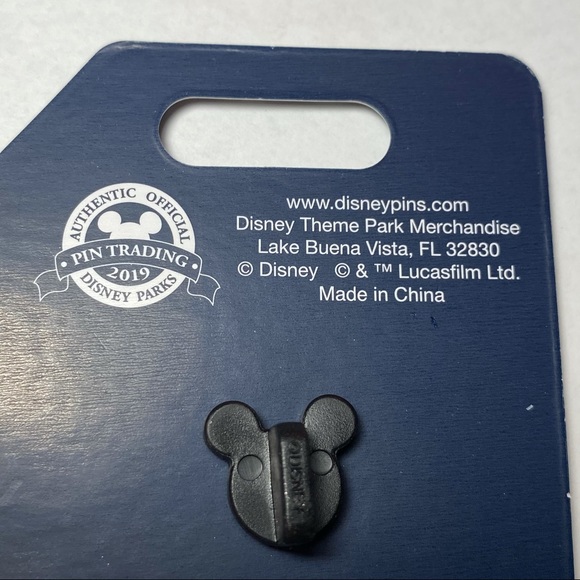 www.disneypins.com
Disney Theme Park Merchandise
Lake Buena Vista, FL 32830
© Disney © & ™ Lucasfilm Ltd.
Made in China
AUTHENTIC OFFICIAL
PIN TRADING
2019
DISNEY PARKS
DISNEY